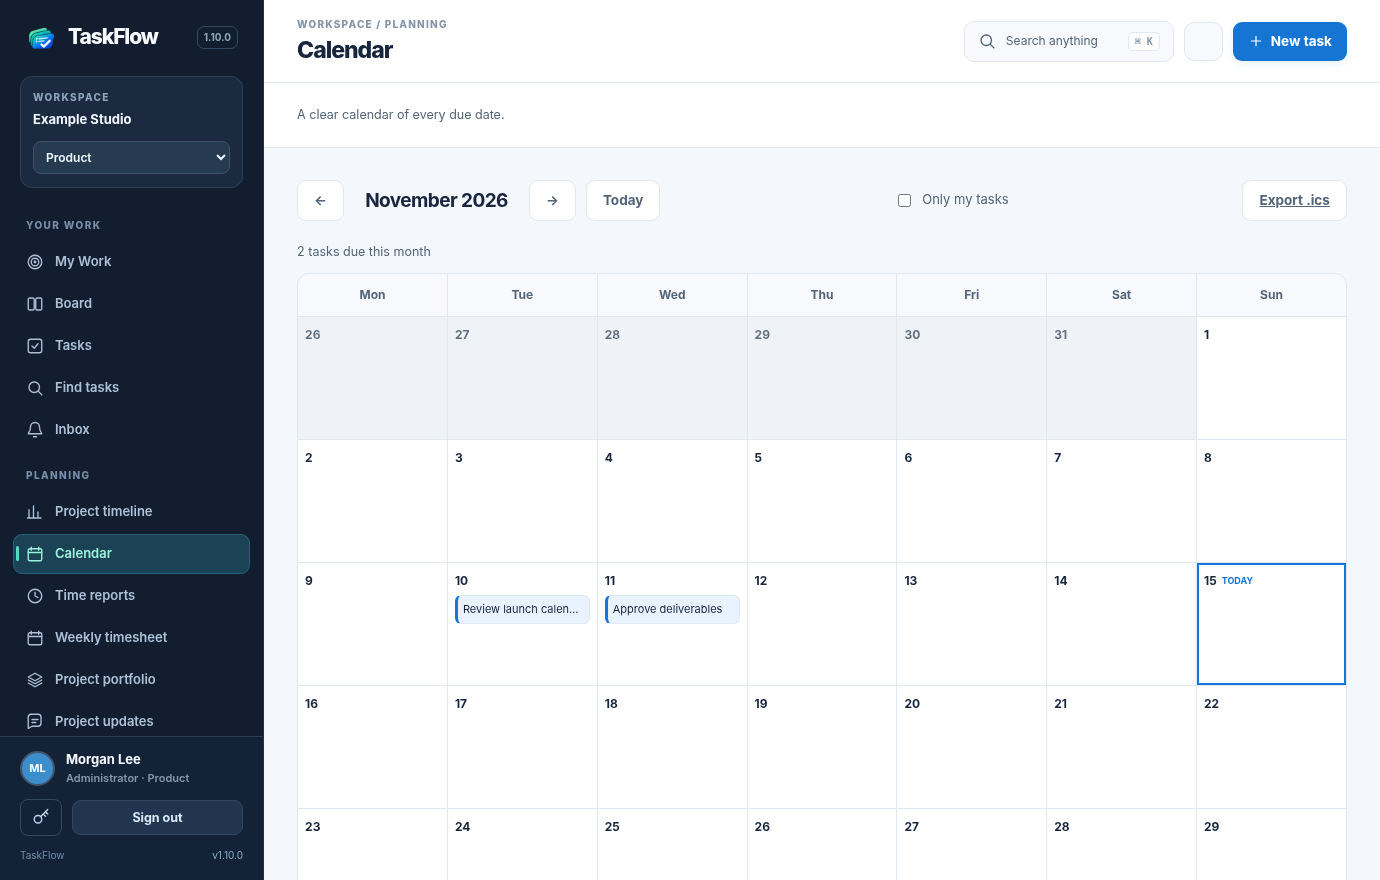 TaskFlow
1.10.0
WORKSPACE
Example Studio
Product
YOUR WORK
My Work
Board
Tasks
Find tasks
Inbox
PLANNING
Project timeline
Calendar
Time reports
Weekly timesheet
Project portfolio
Project updates
ML
Morgan Lee
Administrator · Product
Sign out
TaskFlow v1.10.0
WORKSPACE / PLANNING
Calendar
Search anything ⌘ K
+ New task
A clear calendar of every due date.
← November 2026 → Today
Only my tasks
Export .ics
2 tasks due this month
Mon Tue Wed Thu Fri Sat Sun
26 27 28 29 30 31 1
2 3 4 5 6 7 8
9 10 11 12 13 14 15 TODAY
Review launch calen... Approve deliverables
16 17 18 19 20 21 22
23 24 25 26 27 28 29